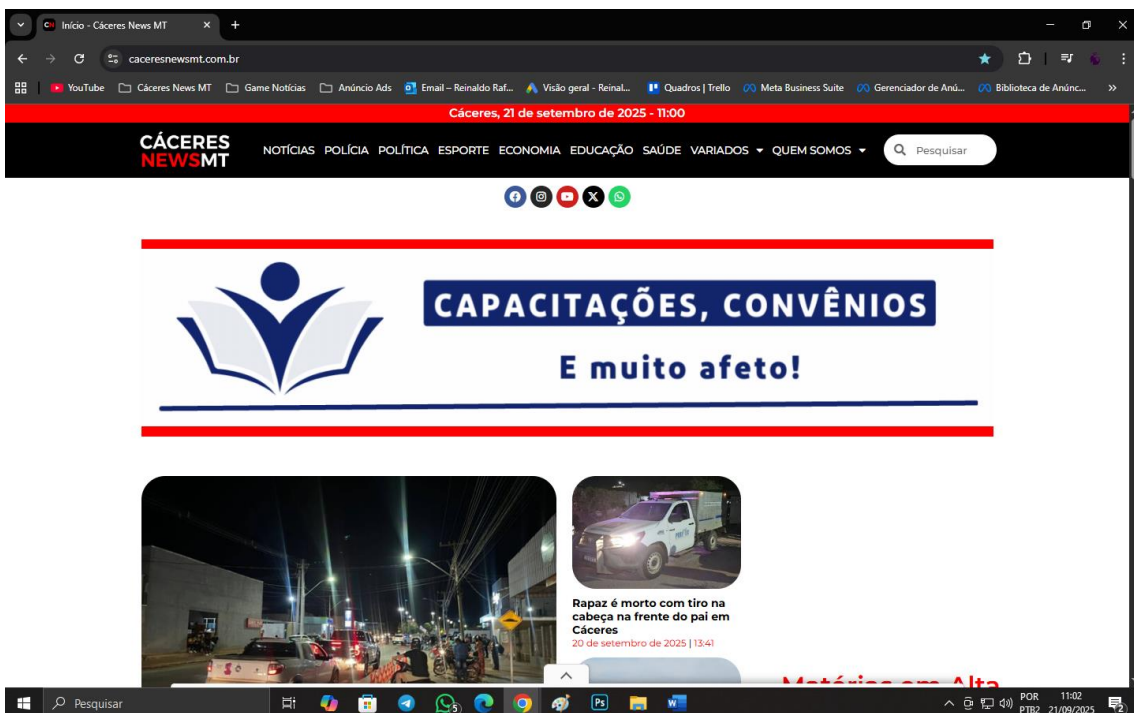 Início - Cáceres News MT
caceresnewsmt.com.br
YouTube Cáceres News MT Game Notícias Anúncio Ads Email – Reinaldo Raf... Visão geral - Reinal... Quadros | Trello Meta Business Suite Gerenciador de Anú... Biblioteca de Anúnc...
Cáceres, 21 de setembro de 2025 - 11:00
CÁCERES
NEWSMT
NOTÍCIAS POLÍCIA POLÍTICA ESPORTE ECONOMIA EDUCAÇÃO SAÚDE VARIADOS QUEM SOMOS
Pesquisar
CAPACITAÇÕES, CONVÊNIOS
E muito afeto!
Rapaz é morto com tiro na
cabeça na frente do pai em
Cáceres
20 de setembro de 2025 | 13:41
Matérias em Alta
Pesquisar
POR 11:02
PTB2 21/09/2025